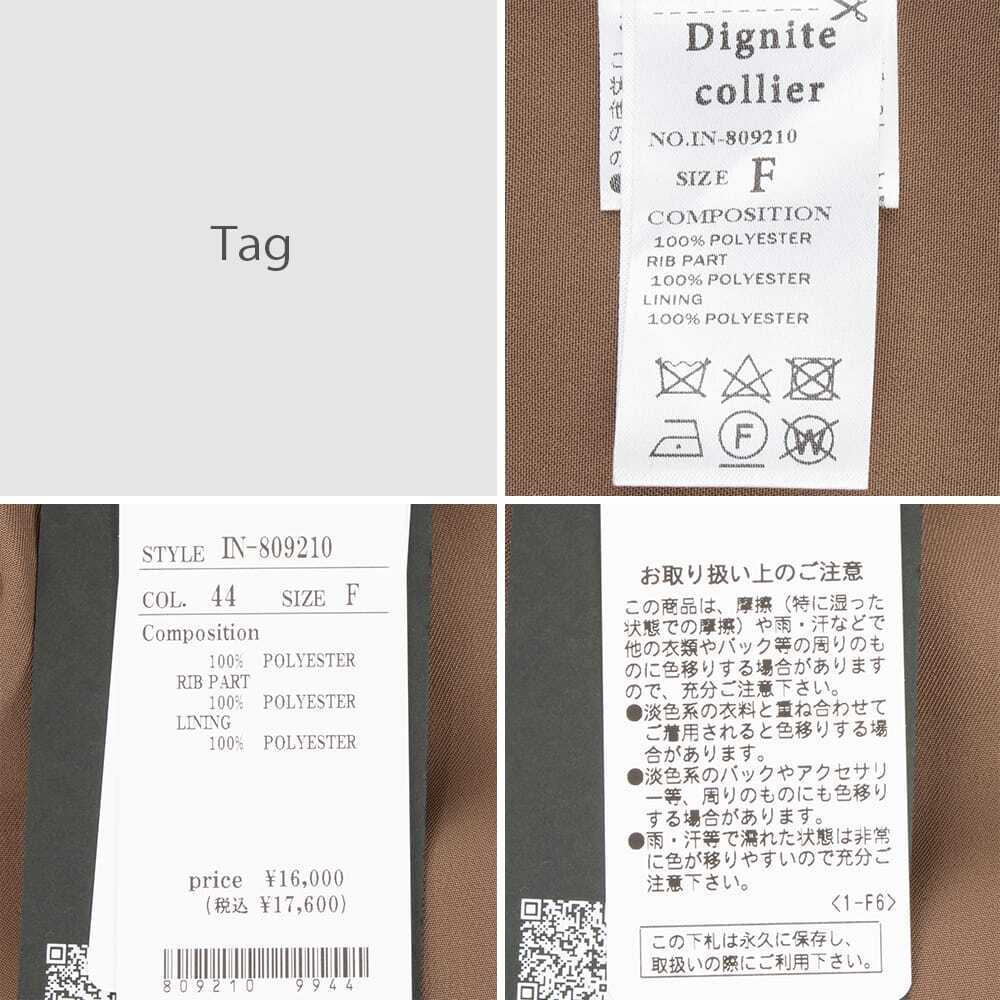 Tag
Dignite
collier
NO.IN-809210
SIZE F
COMPOSITION
100% POLYESTER
RIB PART
100% POLYESTER
LINING
100% POLYESTER
F
W
STYLE IN-809210
COL. 44 SIZE F
Composition
100% POLYESTER
RIB PART
100% POLYESTER
LINING
100% POLYESTER
price ¥16,000
(税込 ¥17,600)
809210 9944
お取り扱い上のご注意
この商品は、摩擦（特に湿った
状態での摩擦）や雨・汗などで
他の衣類やバック等の周りのも
のに色移りする場合があります
ので、充分ご注意下さい。
●淡色系の衣料と重ね合わせて
ご着用されると色移りする場
合があります。
●淡色系のバックやアクセサリ
ー等、周りのものにも色移り
する場合があります。
●雨・汗等で濡れた状態は非常
に色が移りやすいので充分ご
注意下さい。
<1-F6>
この下札は永久に保存し、
取扱いの際にご利用下さい。